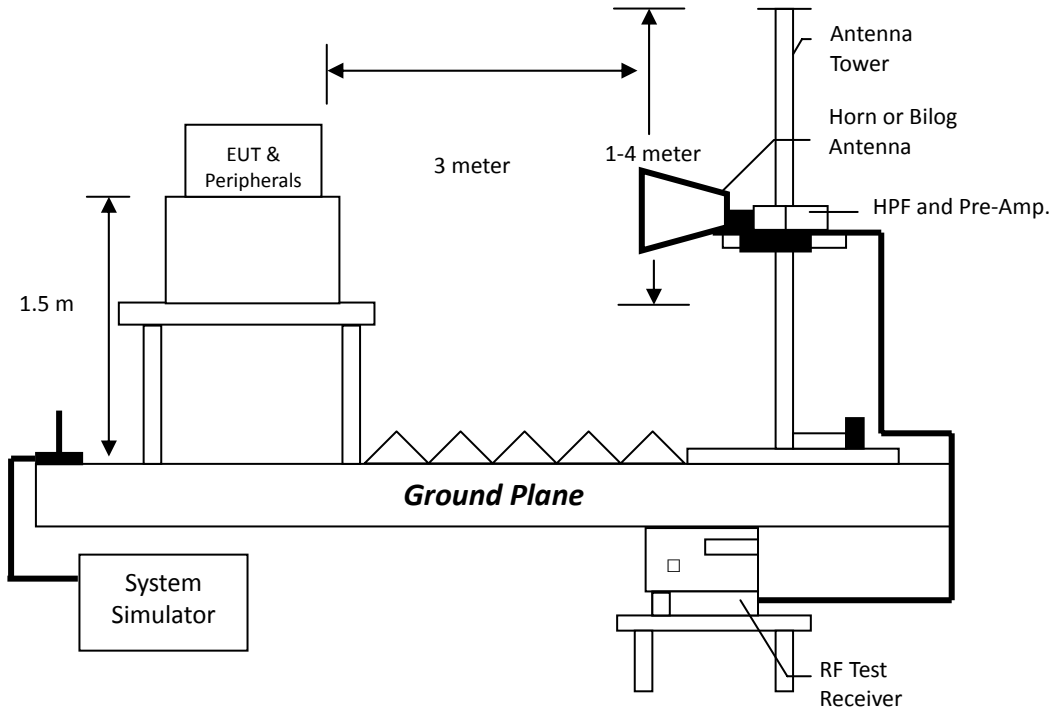 Antenna
Tower
Horn or Bilog
Antenna
EUT &
Peripherals
3 meter
1-4 meter
HPF and Pre-Amp.
1.5 m
Ground Plane
System
Simulator
RF Test
Receiver